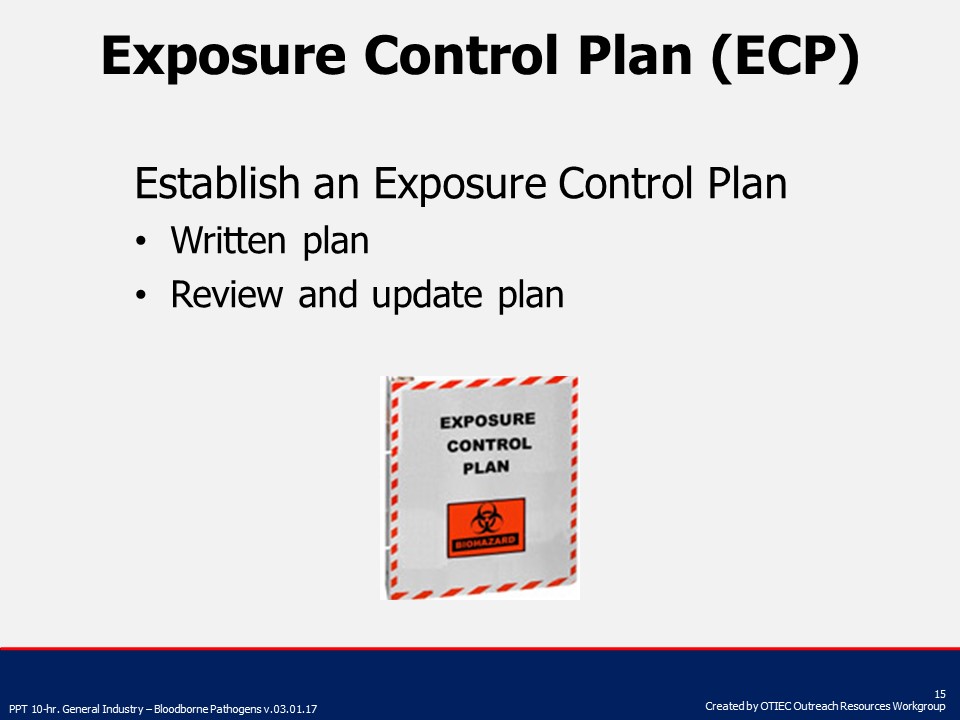 Exposure Control Plan (ECP)
Establish an Exposure Control Plan
• Written plan
• Review and update plan
EXPOSURE
CONTROL
PLAN
BIOHAZARD
15
PPT 10-hr. General Industry – Bloodborne Pathogens v.03.01.17
Created by OTIEC Outreach Resources Workgroup